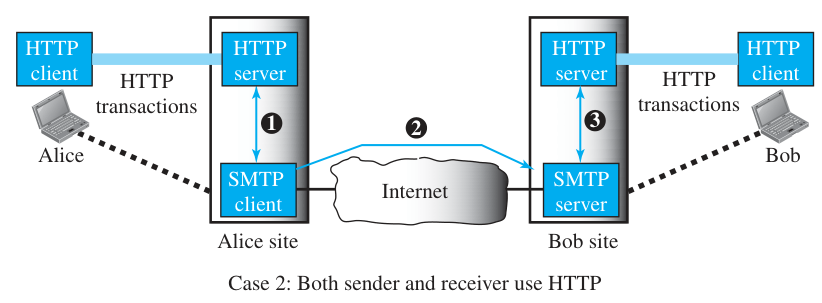 HTTP
client
HTTP
transactions
Alice
HTTP
server
1
SMTP
client
Alice site
2
Internet
HTTP
server
3
SMTP
server
Bob site
HTTP
transactions
HTTP
client
Bob
Case 2: Both sender and receiver use HTTP